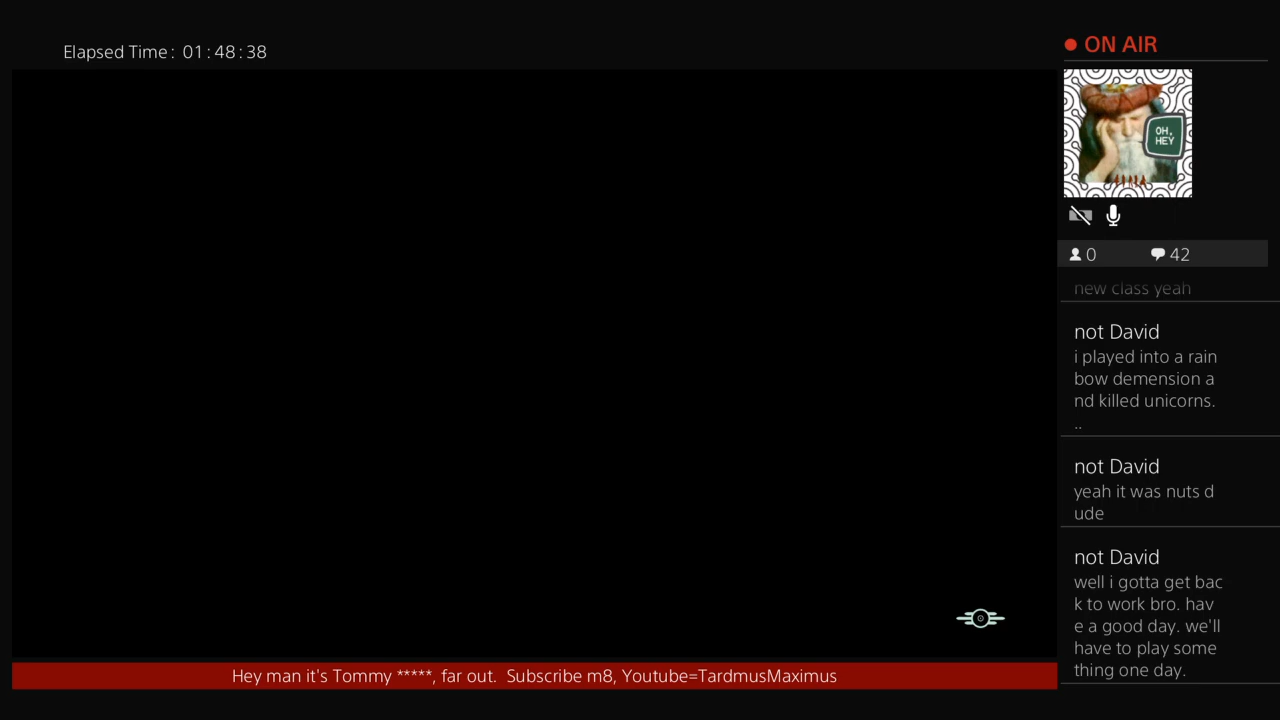 Elapsed Time: 01:48:38
ON AIR
OH,
HEY
0 42
new class yeah
not David
i played into a rain
bow demension a
nd killed unicorns.
..
not David
yeah it was nuts d
ude
not David
well i gotta get bac
k to work bro. hav
e a good day. we'll
have to play some
thing one day.
Hey man it's Tommy *****, far out.  Subscribe m8, Youtube=TardmusMaximus